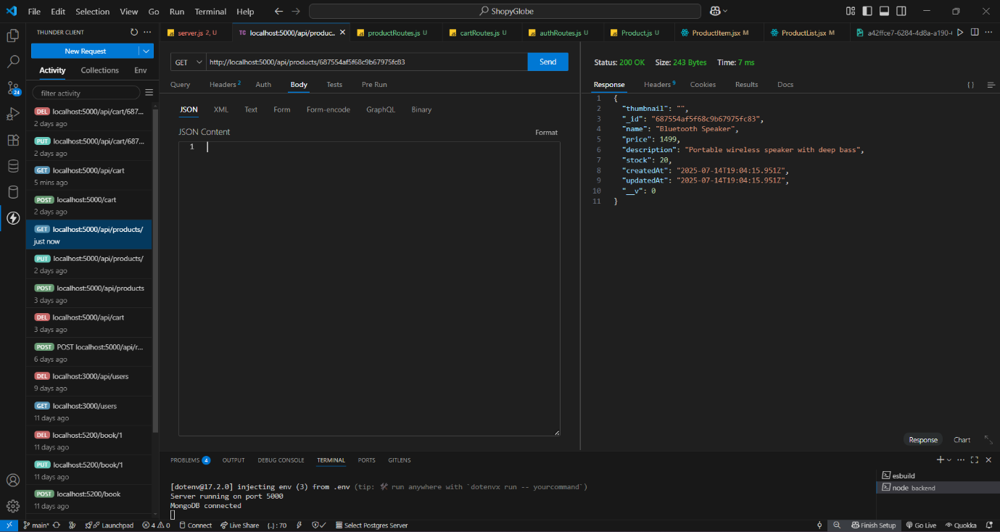 File Edit Selection View Go Run Terminal Help ShopyGlobe
THUNDER CLIENT
New Request
Activity Collections Env
filter activity
DEL localhost:5000/api/cart/687...
2 days ago
PUT localhost:5000/api/cart/687...
2 days ago
GET localhost:5000/api/cart
5 mins ago
POST localhost:5000/cart
2 days ago
GET localhost:5000/api/products/
just now
PUT localhost:5000/api/products/
2 days ago
POST localhost:5000/api/products
3 days ago
DEL localhost:5000/api/cart
3 days ago
POST POST localhost:5000/api/r...
6 days ago
DEL localhost:3000/api/users
9 days ago
GET localhost:3000/users
11 days ago
DEL localhost:5200/book/1
11 days ago
PUT localhost:5200/book/1
11 days ago
POST localhost:5200/book
11 days ago
24
server.js 2, U TC localhost:5000/api/produc... productRoutes.js U cartRoutes.js U authRoutes.js U Product.js U ProductItem.jsx M ProductList.jsx M a42ffce7-6284-4d8a-a190-
GET http://localhost:5000/api/products/687554af5f68c9b67975fc83 Send
Query Headers 2 Auth Body Tests Pre Run
JSON XML Text Form Form-encode GraphQL Binary
JSON Content Format
1
Status: 200 OK Size: 243 Bytes Time: 7 ms
Response Headers 9 Cookies Results Docs { }
1 {
2 "thumbnail": "",
3 "_id": "687554af5f68c9b67975fc83",
4 "name": "Bluetooth Speaker",
5 "price": 1499,
6 "description": "Portable wireless speaker with deep bass",
7 "stock": 20,
8 "createdAt": "2025-07-14T19:04:15.951Z",
9 "updatedAt": "2025-07-14T19:04:15.951Z",
10 "__v": 0
11 }
Response Chart
PROBLEMS 4 OUTPUT DEBUG CONSOLE TERMINAL PORTS GITLENS
[dotenv@17.2.0] injecting env (3) from .env (tip: 🛠 run anywhere with `dotenvx run -- yourcommand`)
Server running on port 5000
MongoDB connected
esbuild
node backend
main* Launchpad 4 0 Connect Live Share {..} : 70 Select Postgres Server Finish Setup Go Live Quokka